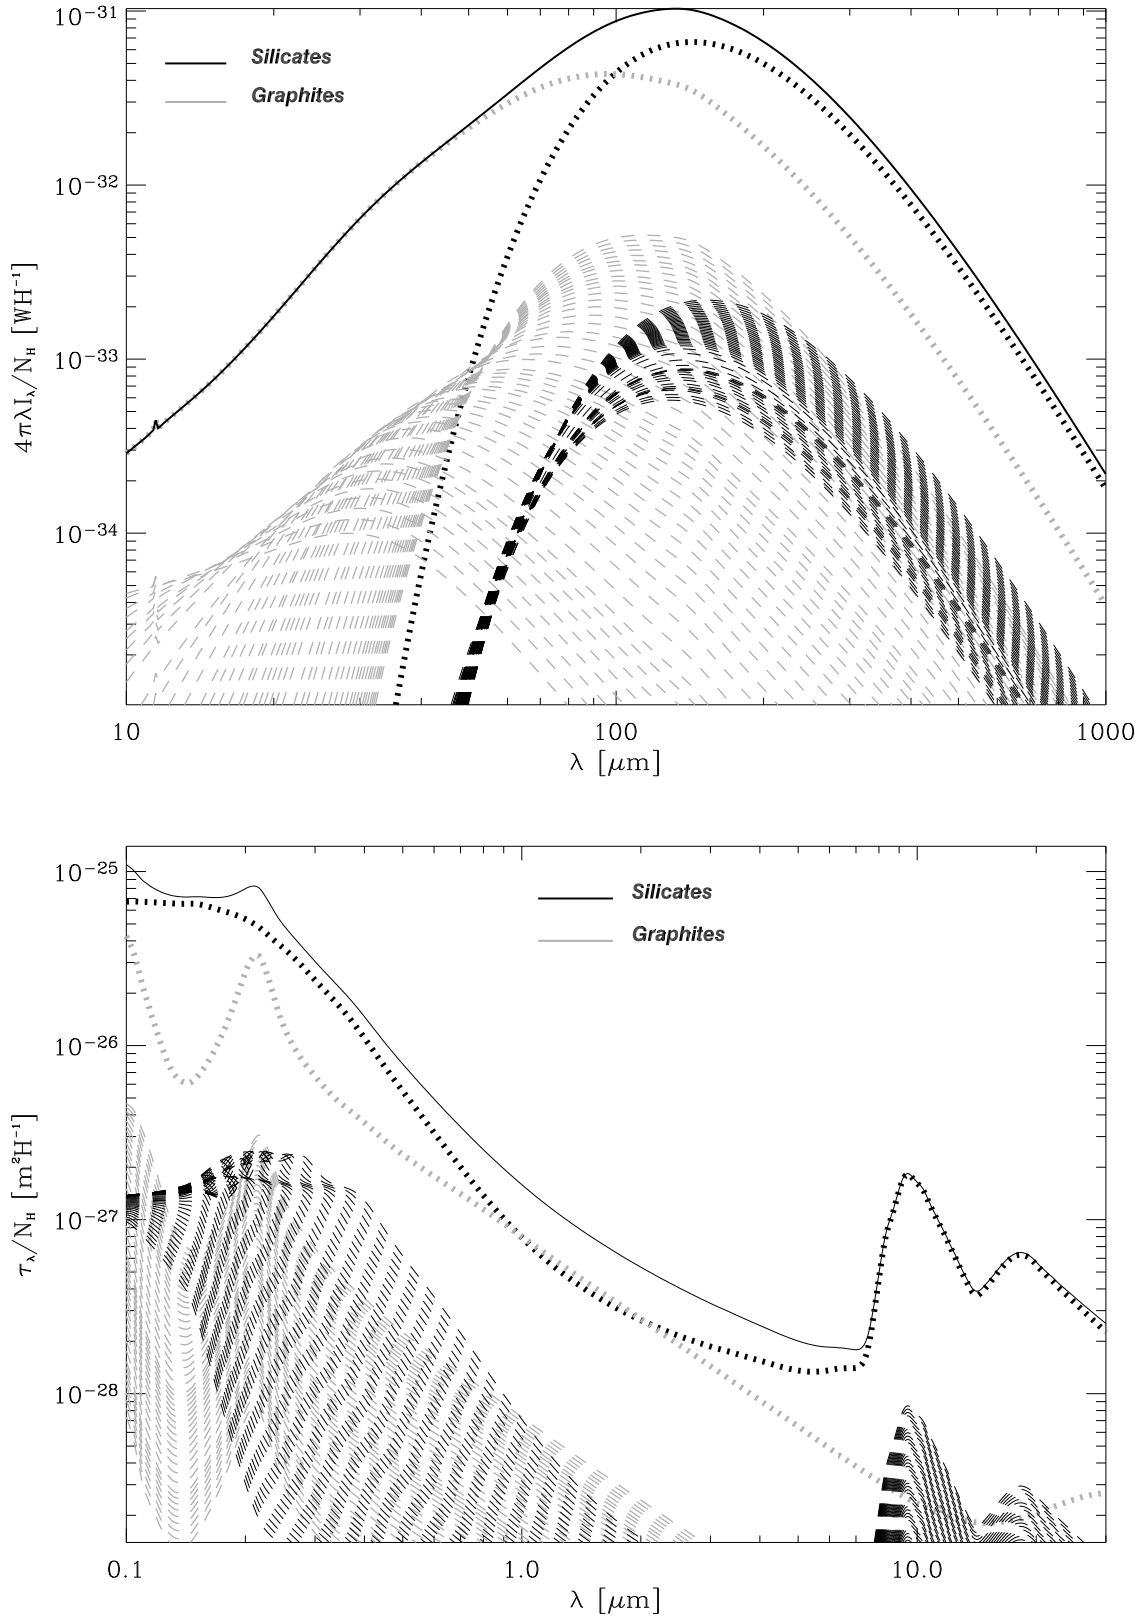 10⁻³¹
Silicates
Graphites
10⁻³²
10⁻³³
10⁻³⁴
4πλI_λ/N_H [WH⁻¹]
10 100 1000
λ [μm]
10⁻²⁵
Silicates
Graphites
10⁻²⁶
10⁻²⁷
10⁻²⁸
τ_λ/N_H [m²H⁻¹]
0.1 1.0 10.0
λ [μm]